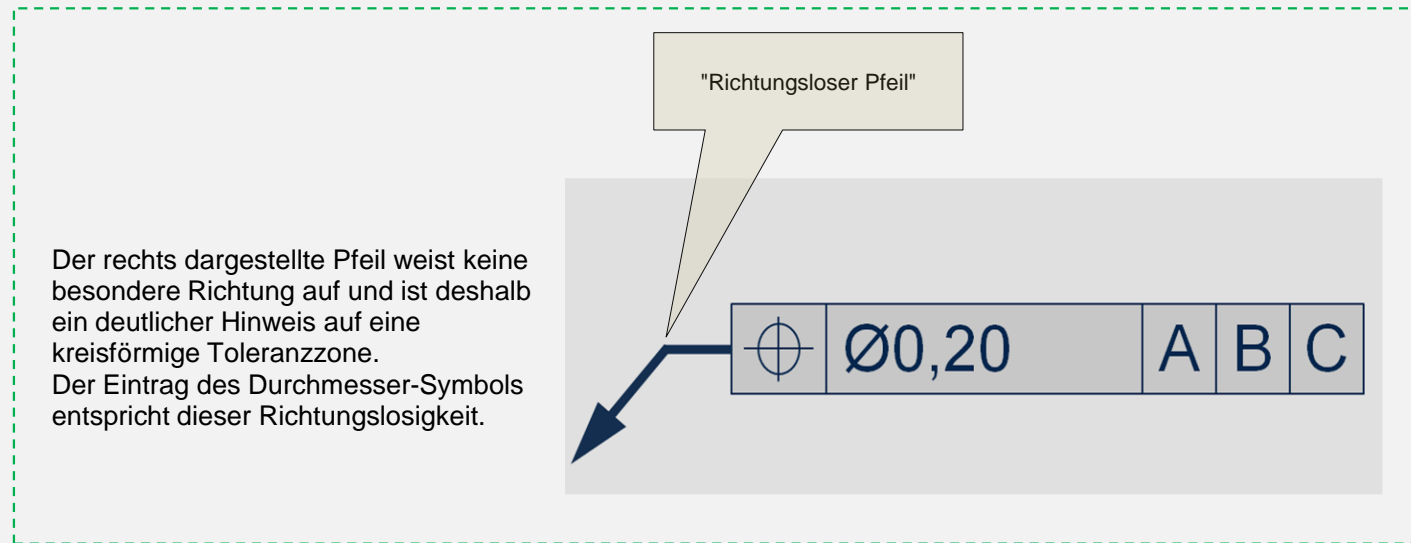 "Richtungsloser Pfeil"
Der rechts dargestellte Pfeil weist keine
besondere Richtung auf und ist deshalb
ein deutlicher Hinweis auf eine
kreisförmige Toleranzzone.
Der Eintrag des Durchmesser-Symbols
entspricht dieser Richtungslosigkeit.
⌖ Ø0,20 A B C